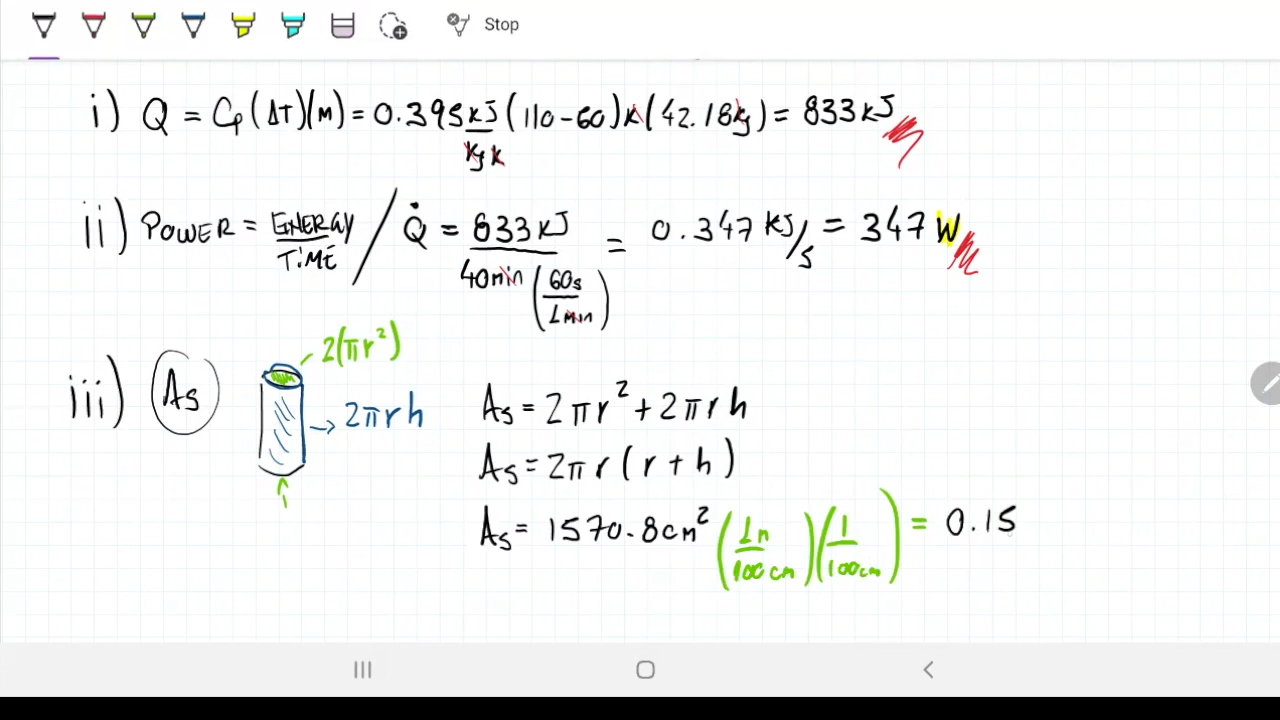 Stop
i) Q = Cp (ΔT)(M) = 0.395 kJ/kg K (110-60) K (42.18 kg) = 833 kJ
ii) POWER = ENERGY/TIME / Q̇ = 833 kJ / 40 min (60s/1 min) = 0.347 kJ/s = 347 W
2(πr²)
iii) As
2πrh
As = 2πr² + 2πrh
As = 2πr (r + h)
As = 1570.8 cm² (1m/100 cm)(1/100 cm) = 0.15